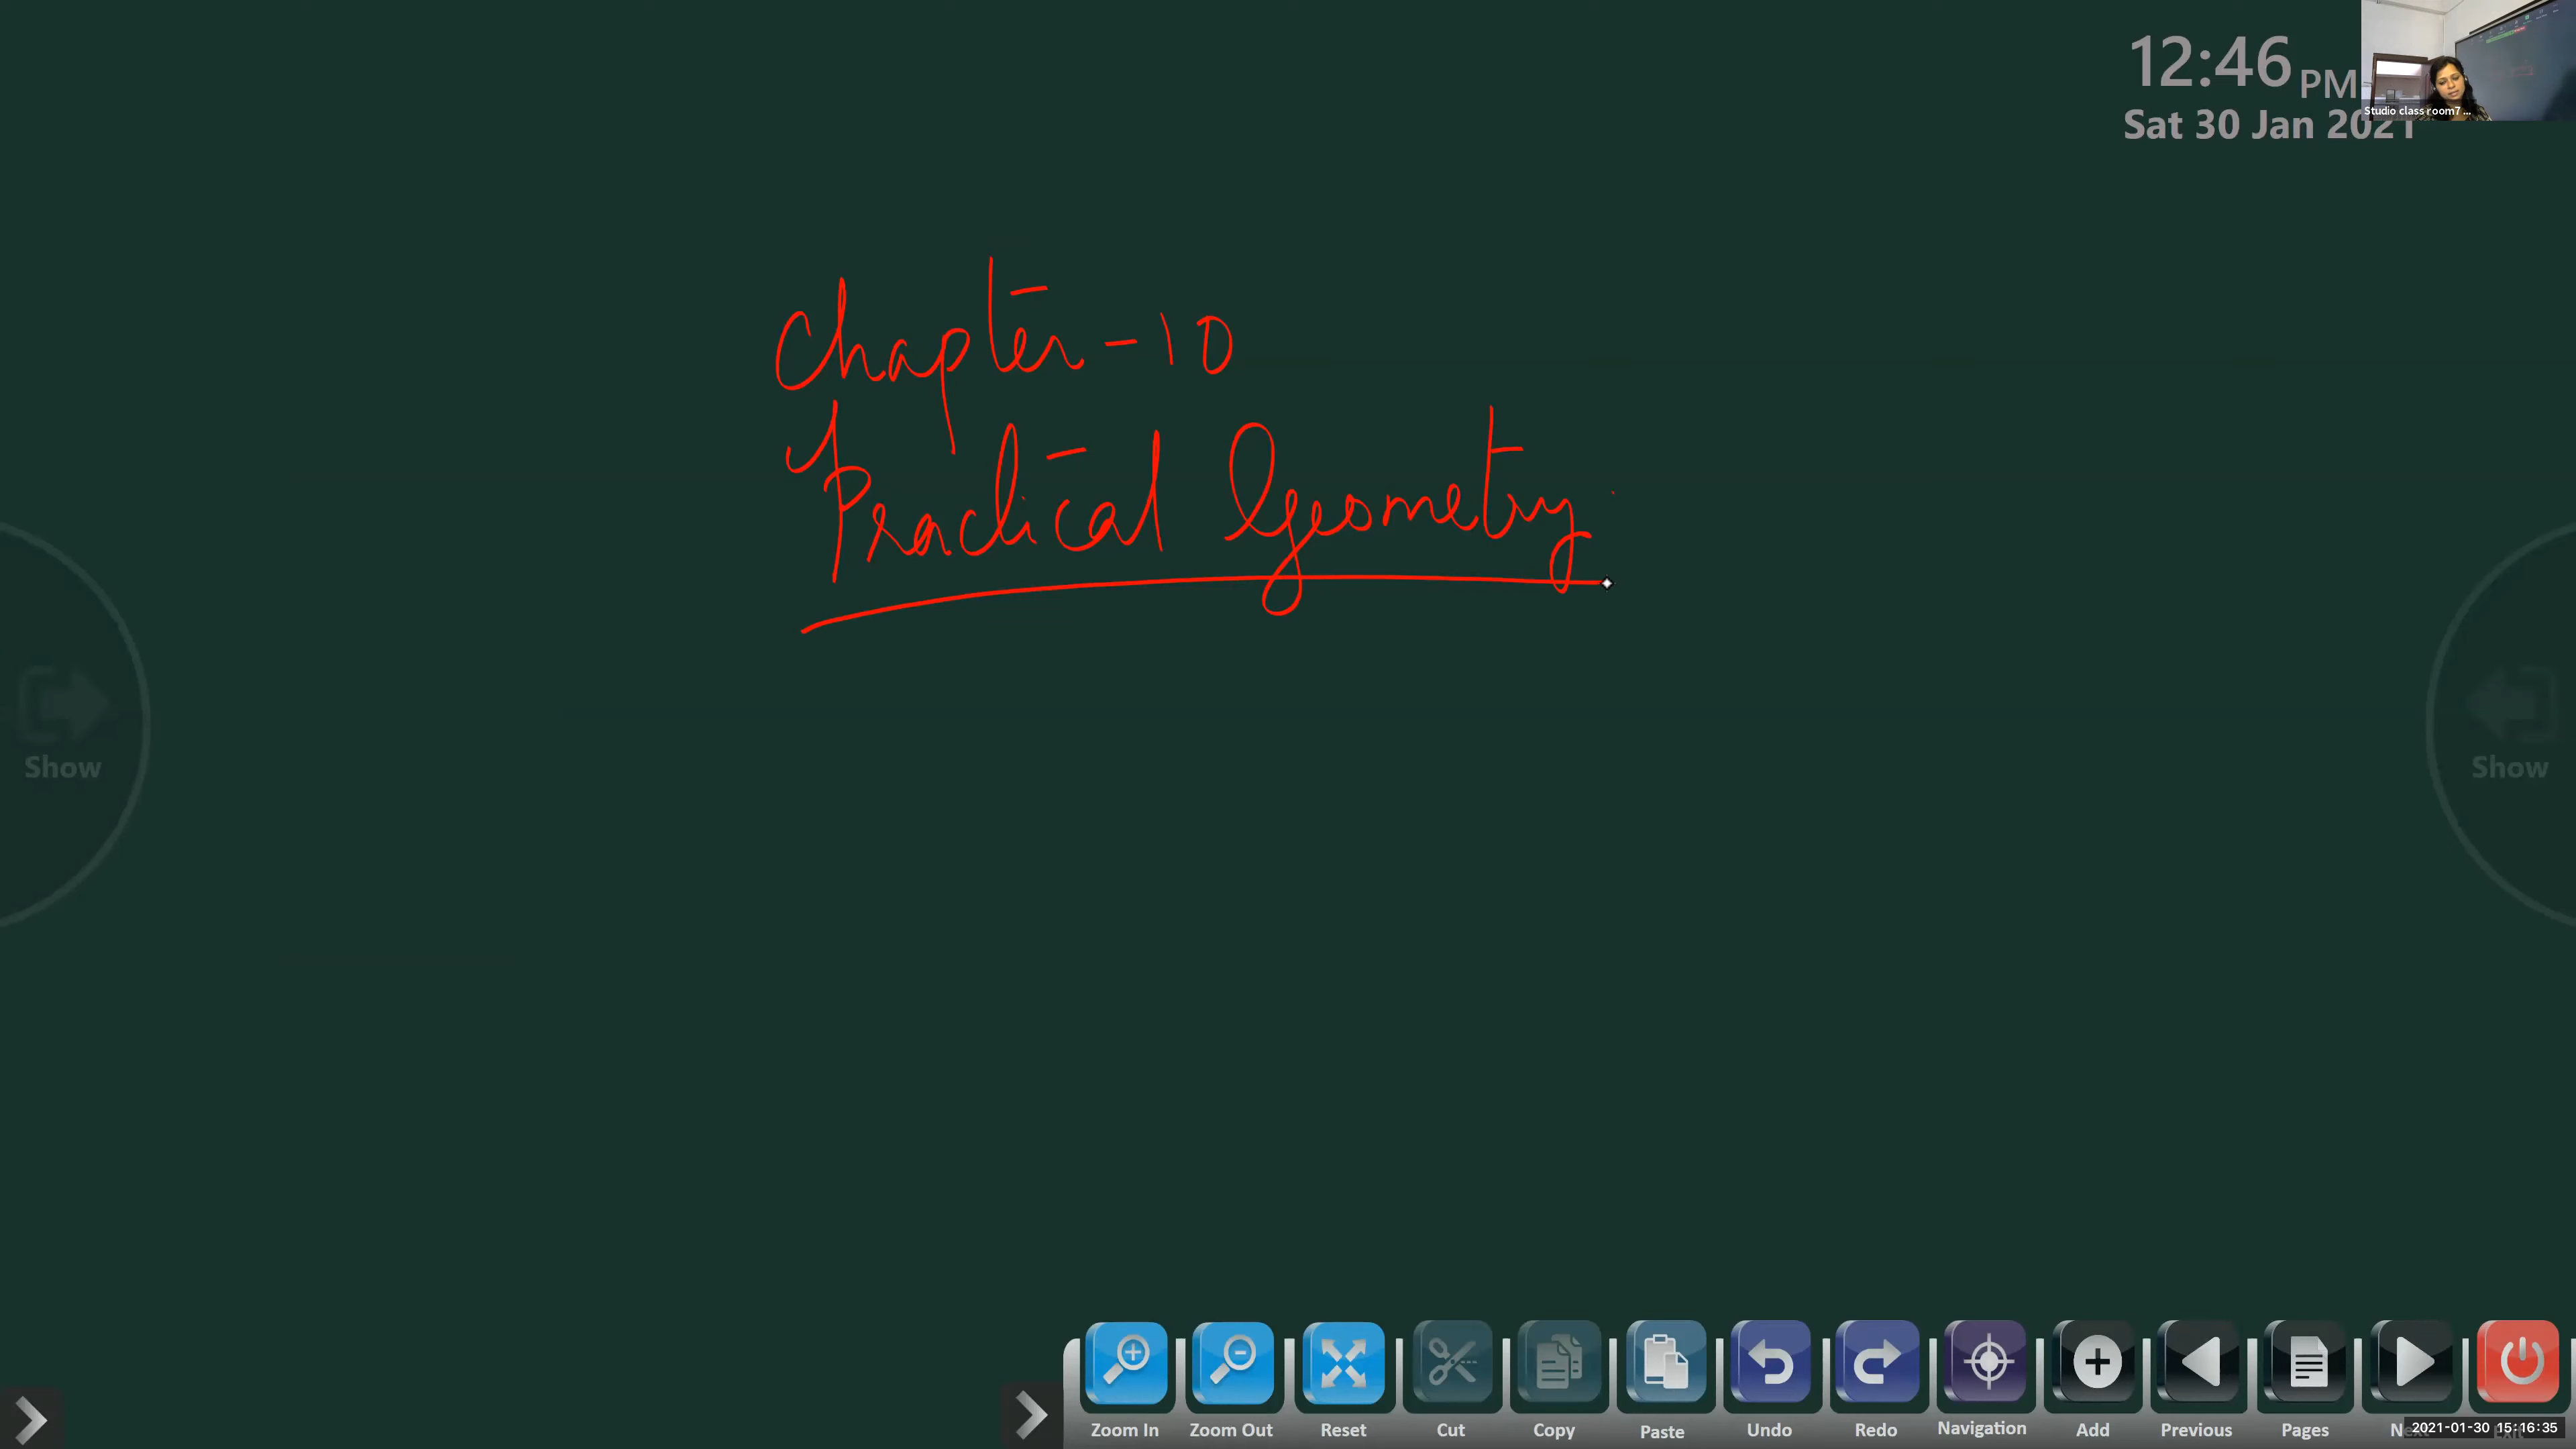 12:46 PM
Sat 30 Jan 2021
Studio class room7 ...
Chapter-10
Practical Geometry
Show
Show
Zoom In
Zoom Out
Reset
Cut
Copy
Paste
Undo
Redo
Navigation
Add
Previous
Pages
2021-01-30 15:16:35